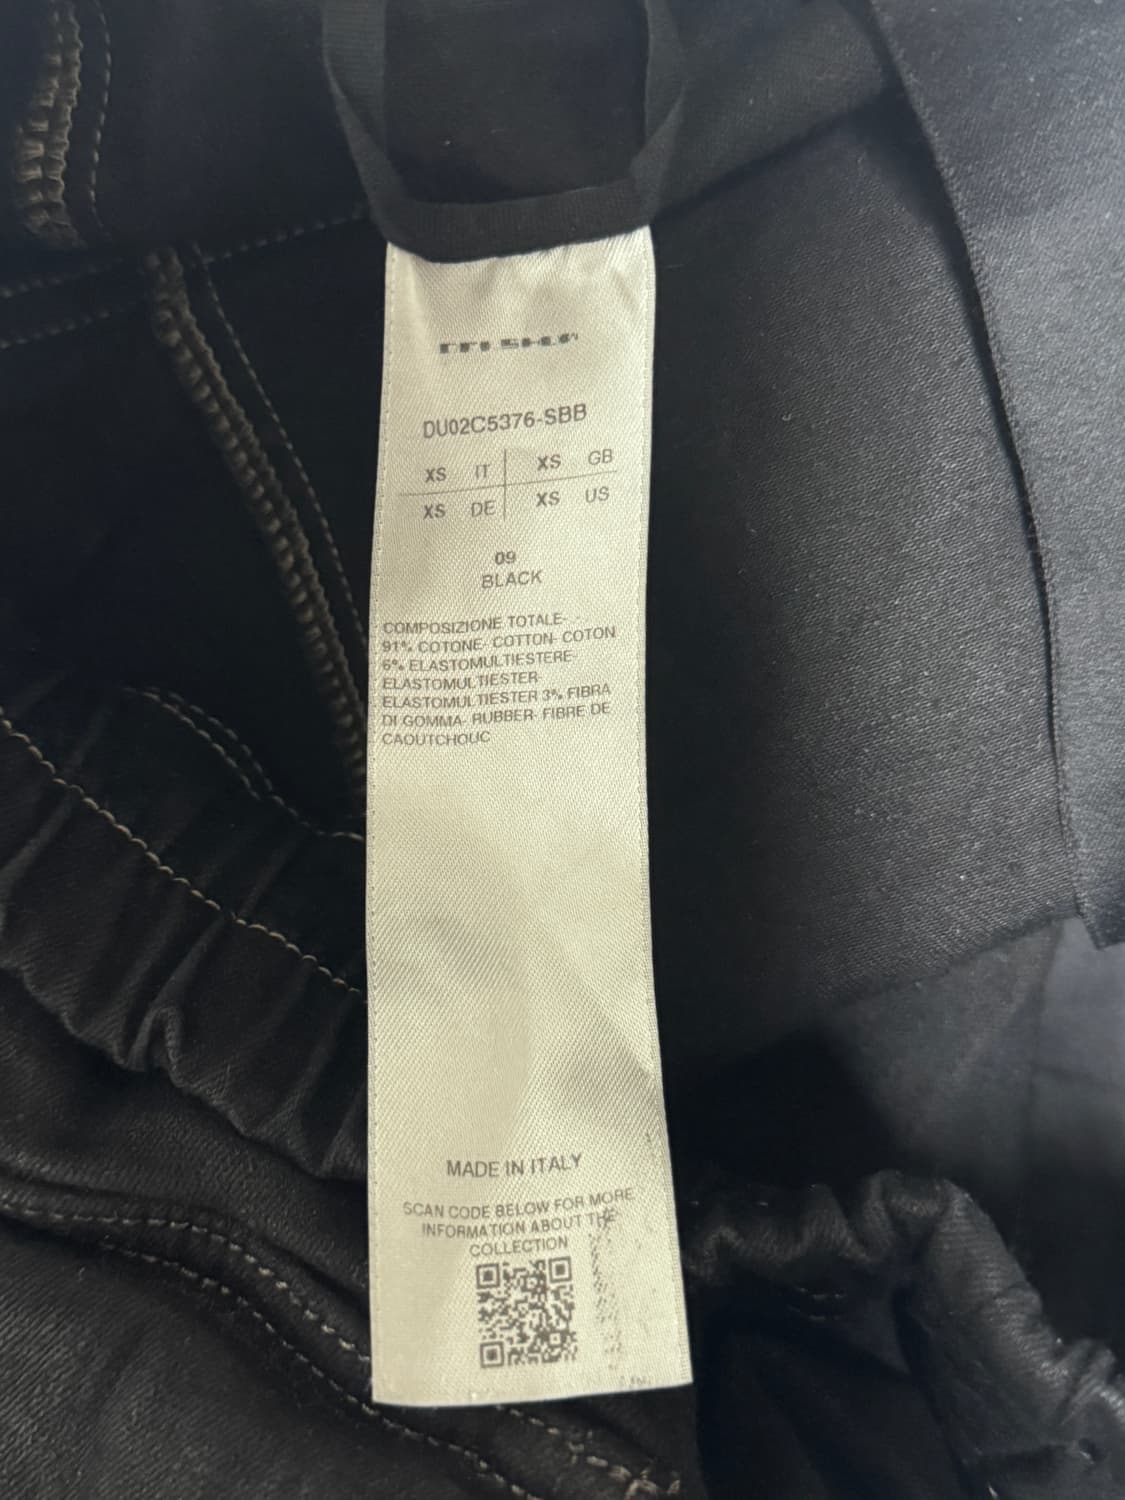 DU02C5376-SBB
XS IT XS GB
XS DE XS US
09
BLACK
COMPOSIZIONE TOTALE- -
91% COTONE- COTTON- COTON
6% ELASTOMULTIESTERE-
ELASTOMULTIESTER
ELASTOMULTIESTER 3% FIBRA
DI GOMMA- RUBBER- FIBRE DE
CAOUTCHOUC
MADE IN ITALY
SCAN CODE BELOW FOR MORE
INFORMATION ABOUT THE
COLLECTION